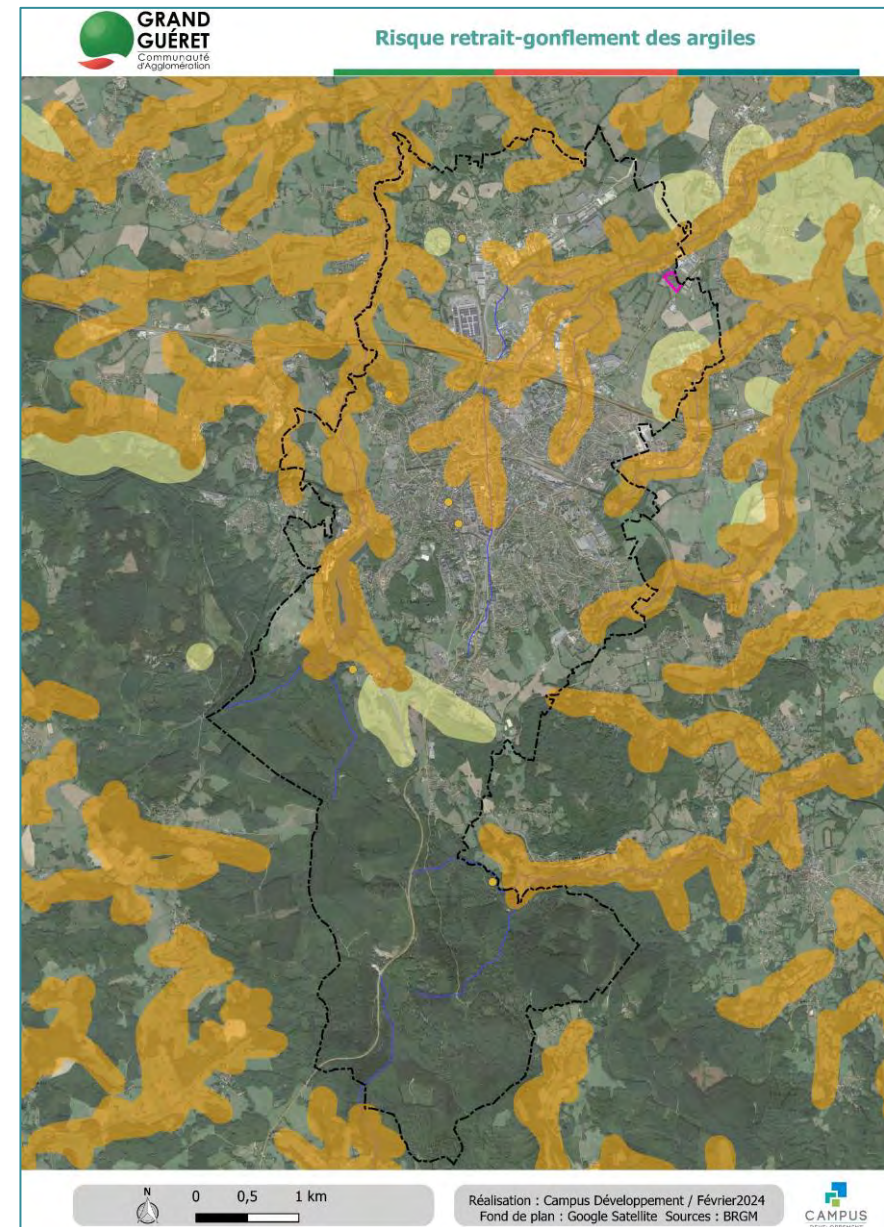 GRAND
GUÉRET
Communauté
d'Agglomération
Risque retrait-gonflement des argiles
N
0 0,5 1 km
Réalisation : Campus Développement / Février2024
Fond de plan : Google Satellite Sources : BRGM
CAMPUS
DÉVELOPPEMENT